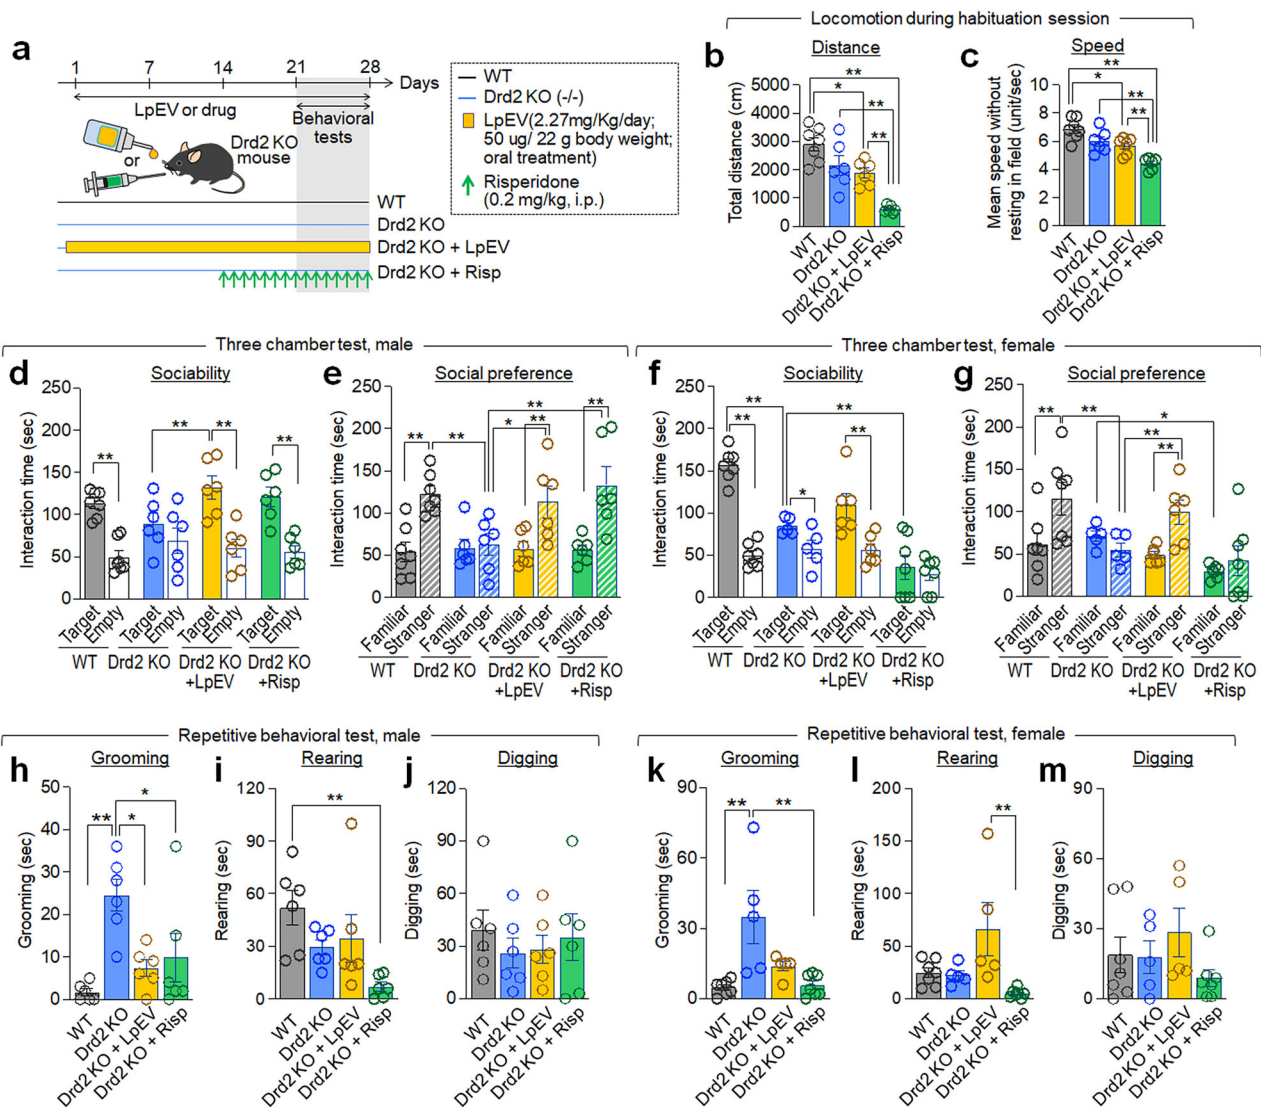 Locomotion during habituation session
a
1 7 14 21 28 Days
LpEV or drug
Behavioral
tests
or
Drd2 KO
mouse
WT
Drd2 KO
Drd2 KO + LpEV
Drd2 KO + Risp
WT
Drd2 KO (-/-)
LpEV(2.27mg/Kg/day;
50 ug/ 22 g body weight;
oral treatment)
Risperidone
(0.2 mg/kg, i.p.)
b
Distance
Total distance (cm)
5000
4000
3000
2000
1000
0
** * ** **
WT
Drd2 KO
Drd2 KO + LpEV
Drd2 KO + Risp
c
Speed
Mean speed without
resting in field (unit/sec)
10
8
6
4
2
0
** * ** **
WT
Drd2 KO
Drd2 KO + LpEV
Drd2 KO + Risp
Three chamber test, male
d
Sociability
Interaction time (sec)
250
200
150
100
50
0
** ** ** **
Target Empty Target Empty Target Empty Target Empty
WT Drd2 KO Drd2 KO Drd2 KO
+LpEV +Risp
e
Social preference
Interaction time (sec)
250
200
150
100
50
0
** ** ** * ** **
Familiar Stranger Familiar Stranger Familiar Stranger Familiar Stranger
WT Drd2 KO Drd2 KO Drd2 KO
+LpEV +Risp
Three chamber test, female
f
Sociability
Interaction time (sec)
250
200
150
100
50
0
** ** * ** **
Target Empty Target Empty Target Empty Target Empty
WT Drd2 KO Drd2 KO Drd2 KO
+LpEV +Risp
g
Social preference
Interaction time (sec)
250
200
150
100
50
0
** ** * ** **
Familiar Stranger Familiar Stranger Familiar Stranger Familiar Stranger
WT Drd2 KO Drd2 KO Drd2 KO
+LpEV +Risp
Repetitive behavioral test, male
h
Grooming
Grooming (sec)
50
40
30
20
10
0
** * *
WT
Drd2 KO
Drd2 KO + LpEV
Drd2 KO + Risp
i
Rearing
Rearing (sec)
120
90
60
30
0
**
WT
Drd2 KO
Drd2 KO + LpEV
Drd2 KO + Risp
j
Digging
Digging (sec)
120
90
60
30
0
WT
Drd2 KO
Drd2 KO + LpEV
Drd2 KO + Risp
Repetitive behavioral test, female
k
Grooming
Grooming (sec)
90
60
30
0
** **
WT
Drd2 KO
Drd2 KO + LpEV
Drd2 KO + Risp
l
Rearing
Rearing (sec)
200
150
100
50
0
**
WT
Drd2 KO
Drd2 KO + LpEV
Drd2 KO + Risp
m
Digging
Digging (sec)
90
60
30
0
WT
Drd2 KO
Drd2 KO + LpEV
Drd2 KO + Risp